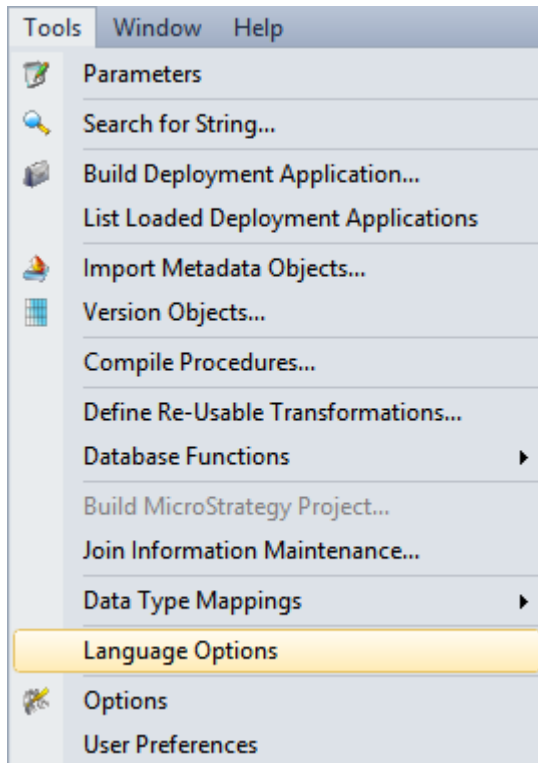 Tools Window Help
Parameters
Search for String...
Build Deployment Application...
List Loaded Deployment Applications
Import Metadata Objects...
Version Objects...
Compile Procedures...
Define Re-Usable Transformations...
Database Functions
Build MicroStrategy Project...
Join Information Maintenance...
Data Type Mappings
Language Options
Options
User Preferences